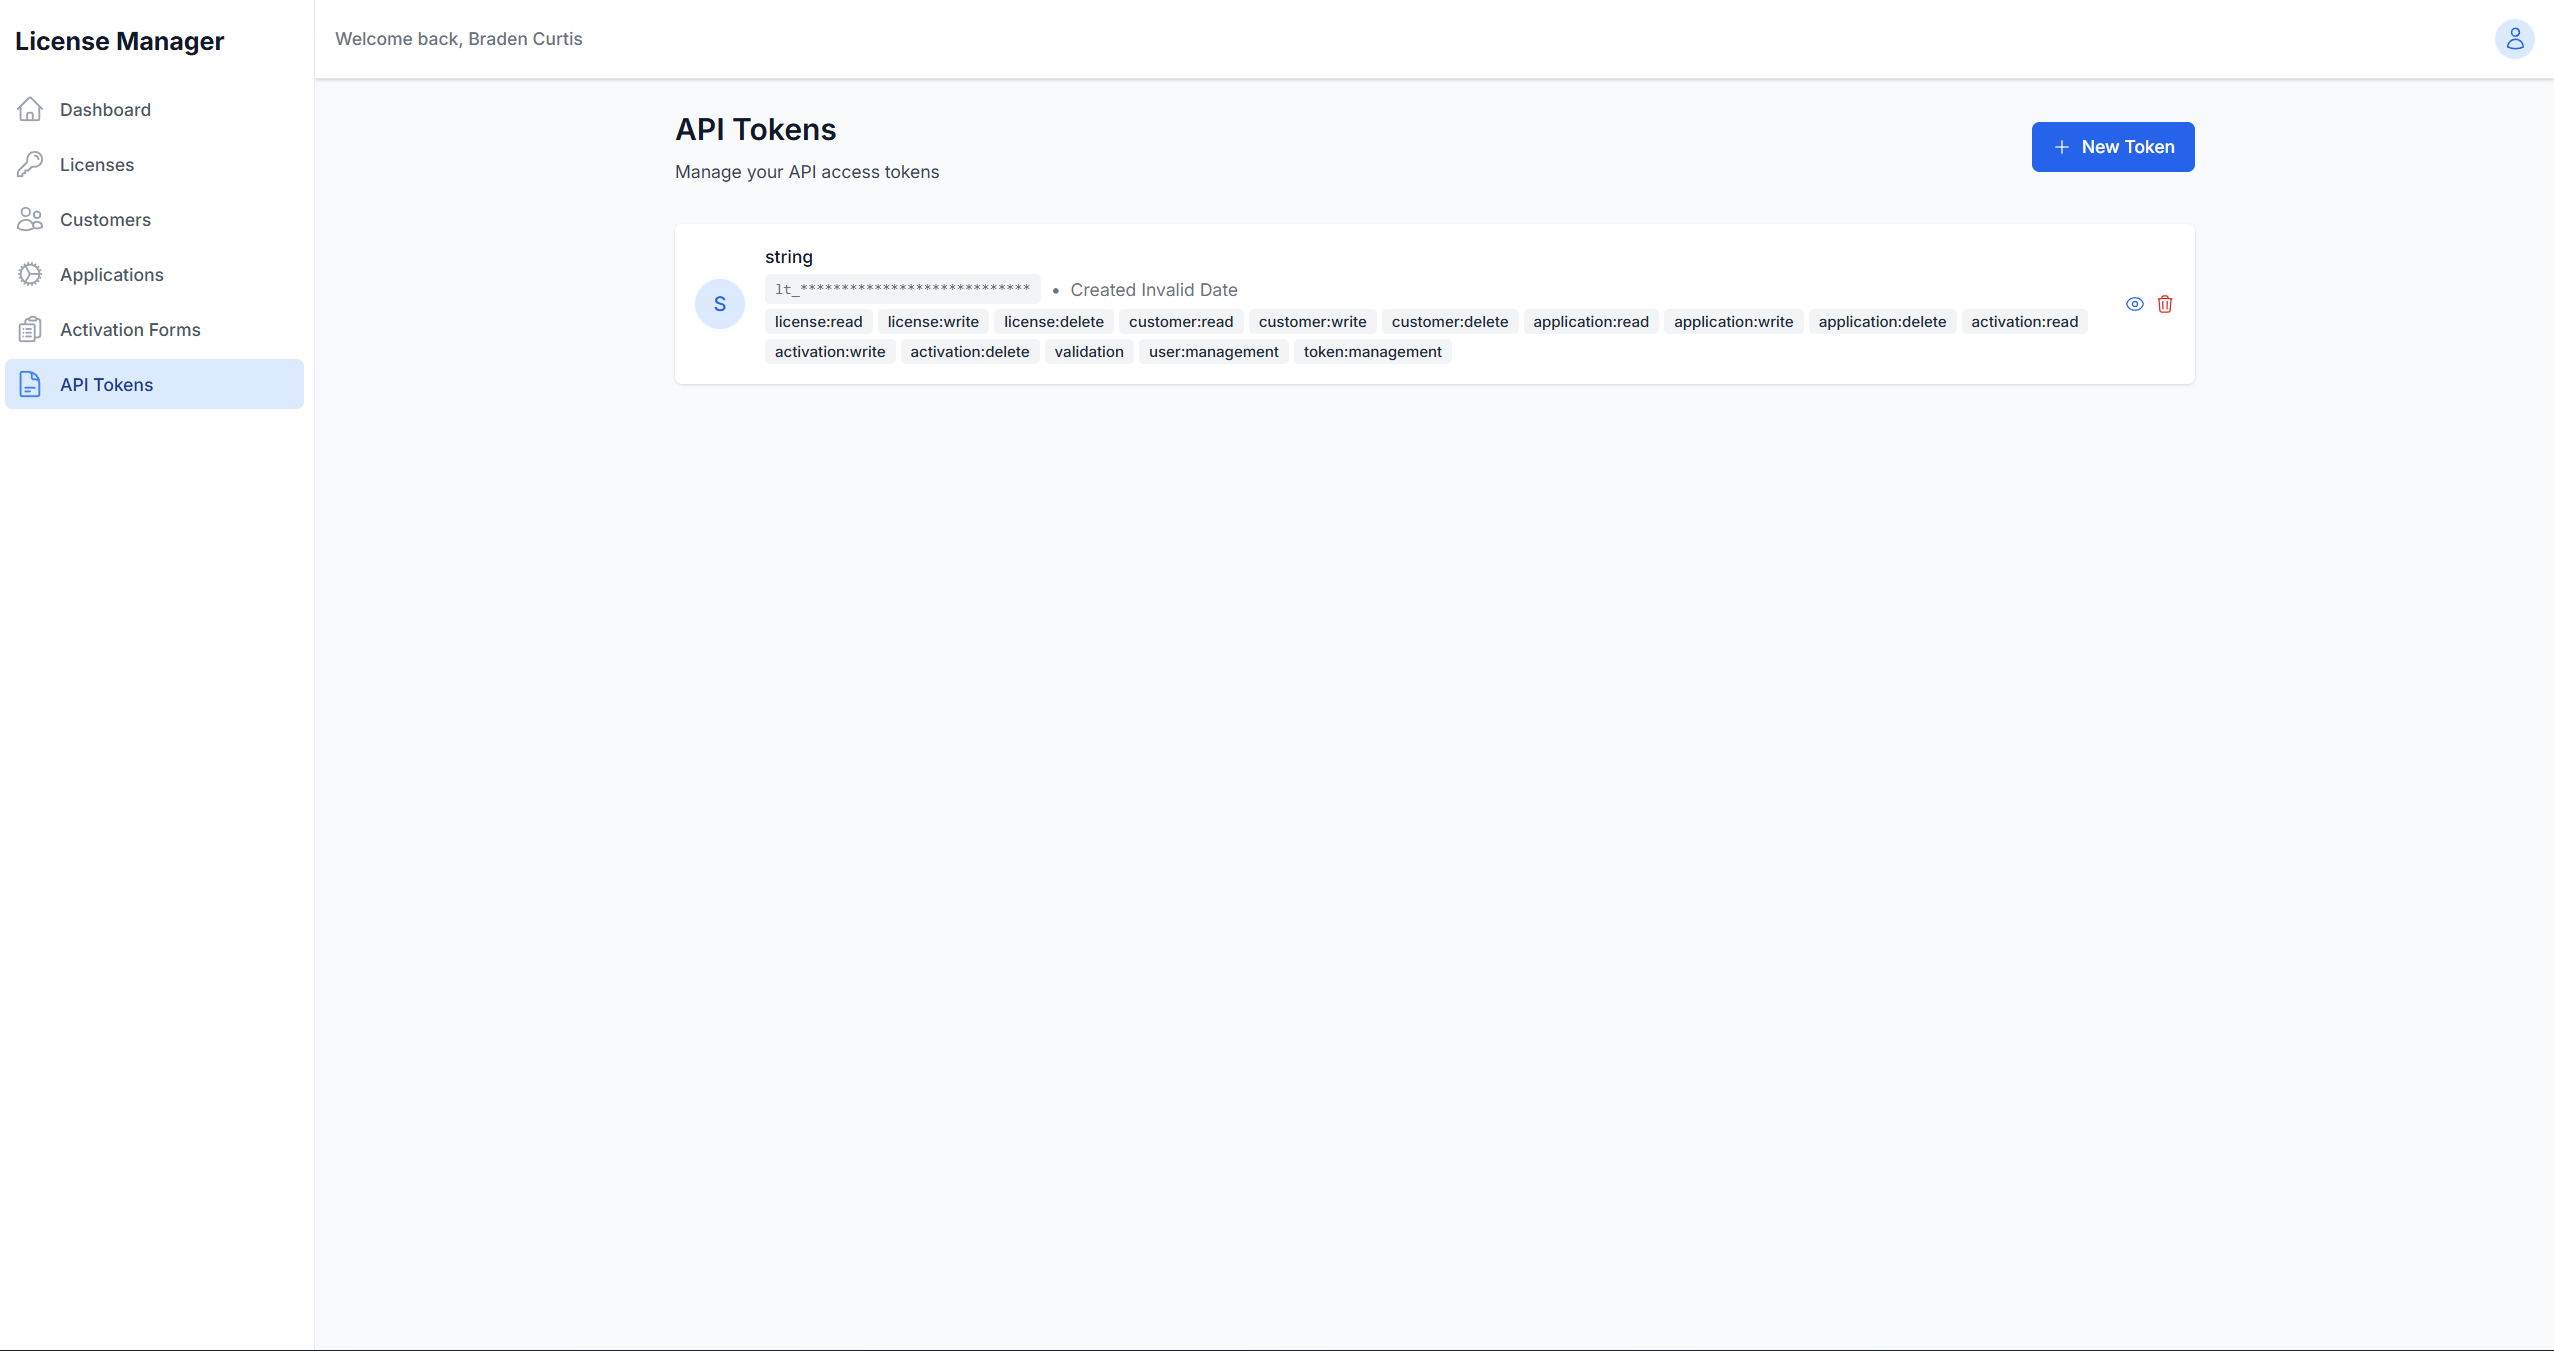 License Manager
Welcome back, Braden Curtis
Dashboard
Licenses
Customers
Applications
Activation Forms
API Tokens
API Tokens
Manage your API access tokens
New Token
S
string
lt_**************************** • Created Invalid Date
license:read license:write license:delete customer:read customer:write customer:delete application:read application:write application:delete activation:read
activation:write activation:delete validation user:management token:management